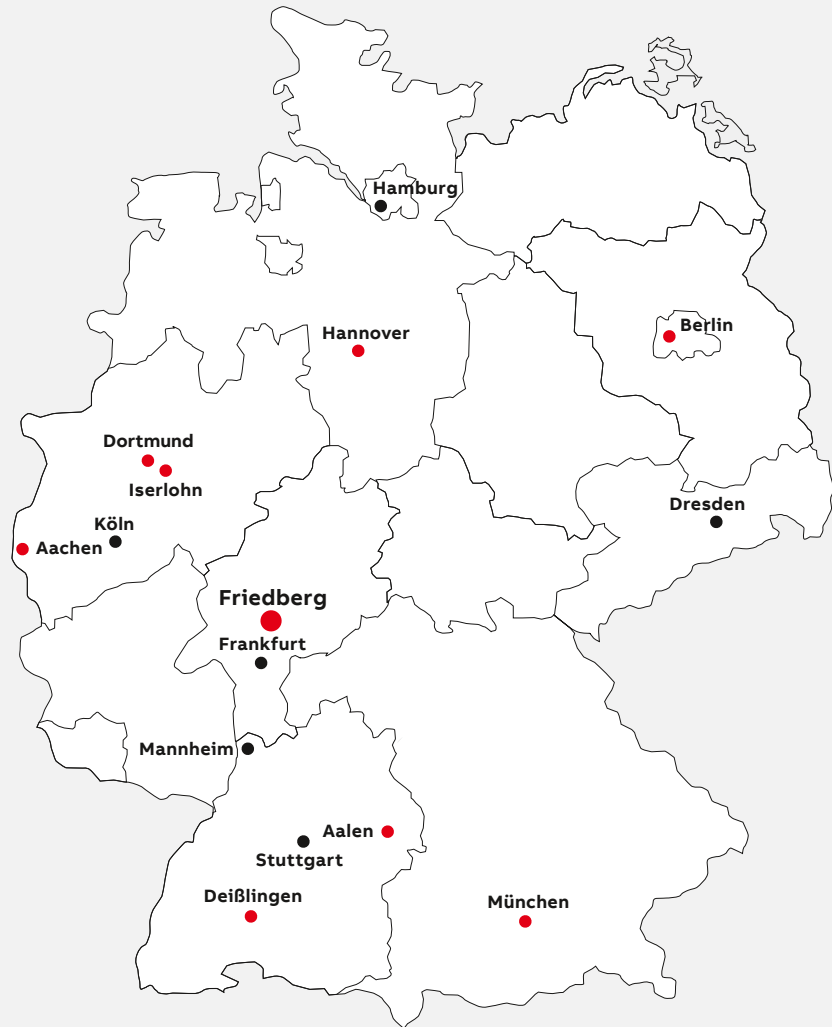 Hamburg
Berlin
Hannover
Dortmund
Iserlohn
Dresden
Köln
Aachen
Friedberg
Frankfurt
Mannheim
Aalen
Stuttgart
Deißlingen
München